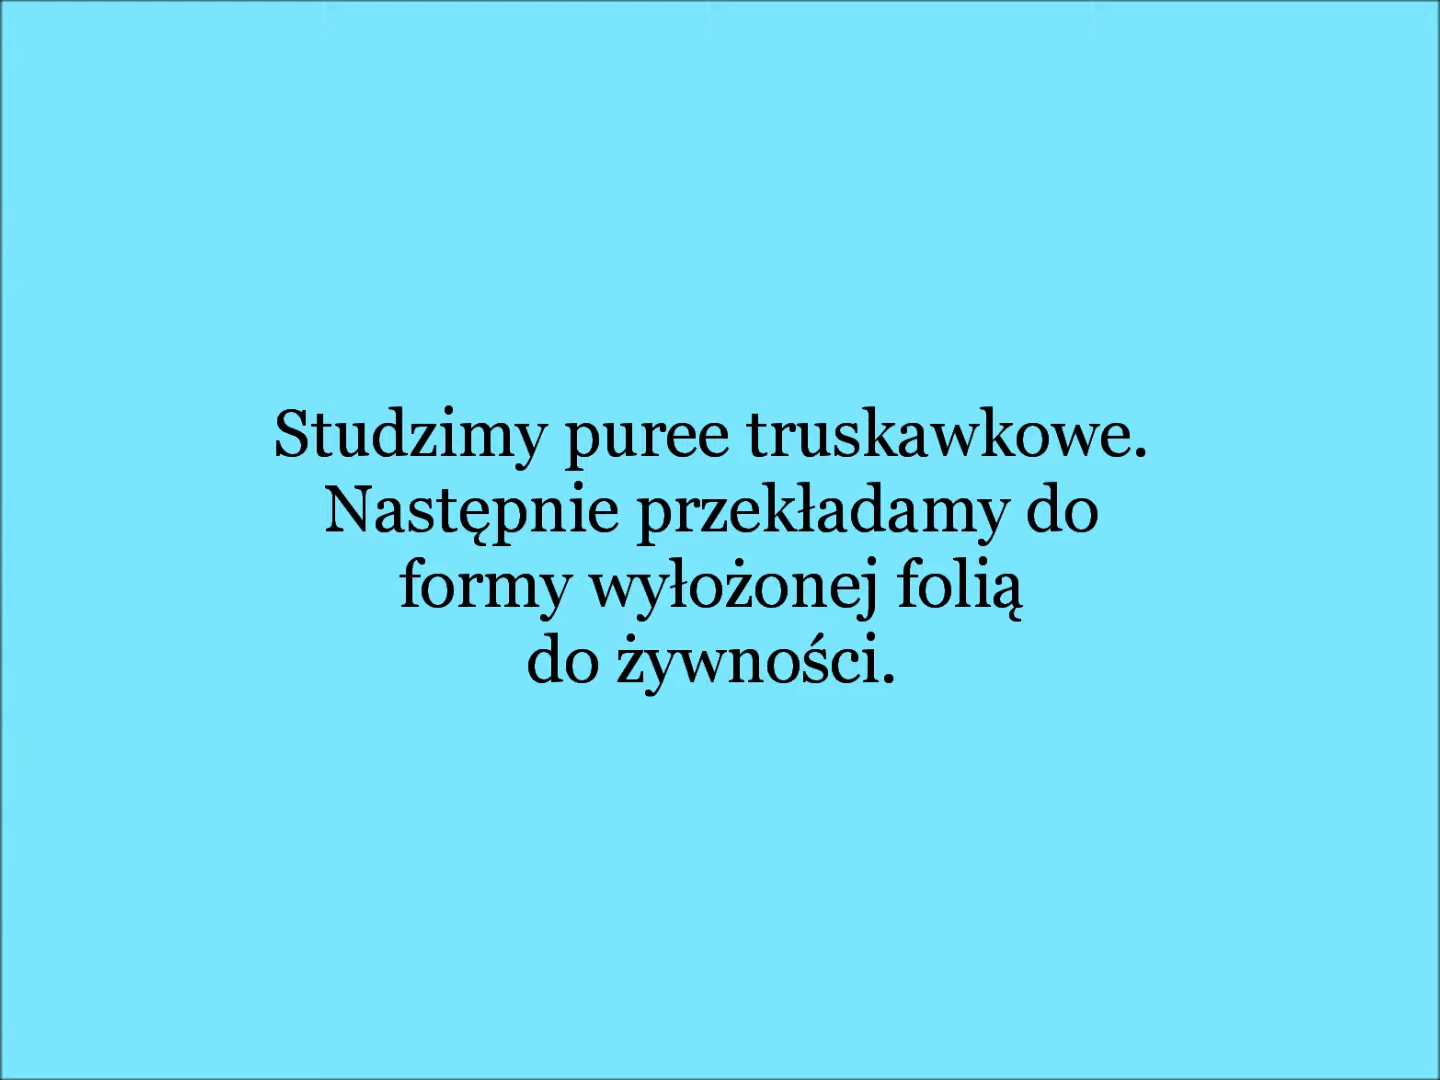 Studzimy puree truskawkowe.
Następnie przekładamy do
formy wyłożonej folią
do żywności.